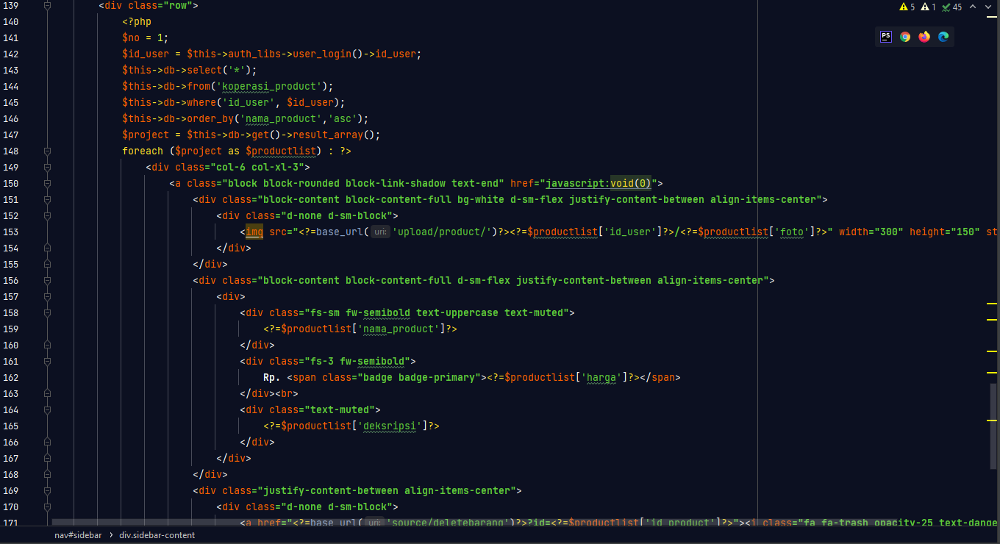 5 1 45
139 <div class="row">
140 <?php
PS
141 $no = 1;
142 $id_user = $this->auth_libs->user_login()->id_user;
143 $this->db->select('*');
144 $this->db->from('koperasi_product');
145 $this->db->where('id_user', $id_user);
146 $this->db->order_by('nama_product','asc');
147 $project = $this->db->get()->result_array();
148 foreach ($project as $productlist) : ?>
149 <div class="col-6 col-xl-3">
150 <a class="block block-rounded block-link-shadow text-end" href="javascript:void(0)">
151 <div class="block-content block-content-full bg-white d-sm-flex justify-content-between align-items-center">
152 <div class="d-none d-sm-block">
153 <img src="<?=base_url( uri: 'upload/product/')?><?=$productlist['id_user']?>/<?=$productlist['foto']?>" width="300" height="150" st
154 </div>
155 </div>
156 <div class="block-content block-content-full d-sm-flex justify-content-between align-items-center">
157 <div>
158 <div class="fs-sm fw-semibold text-uppercase text-muted">
159 <?=$productlist['nama_product']?>
160 </div>
161 <div class="fs-3 fw-semibold">
162 Rp. <span class="badge badge-primary"><?=$productlist['harga']?></span>
163 </div><br>
164 <div class="text-muted">
165 <?=$productlist['deksripsi']?>
166 </div>
167 </div>
168 </div>
169 <div class="justify-content-between align-items-center">
170 <div class="d-none d-sm-block">
171 <a href="<?=base_url( uri: 'source/deletebarang')?>?id=<?=$productlist['id_product']?>"><i class="fa fa-trash opacity-25 text-dange
nav#sidebar › div.sidebar-content